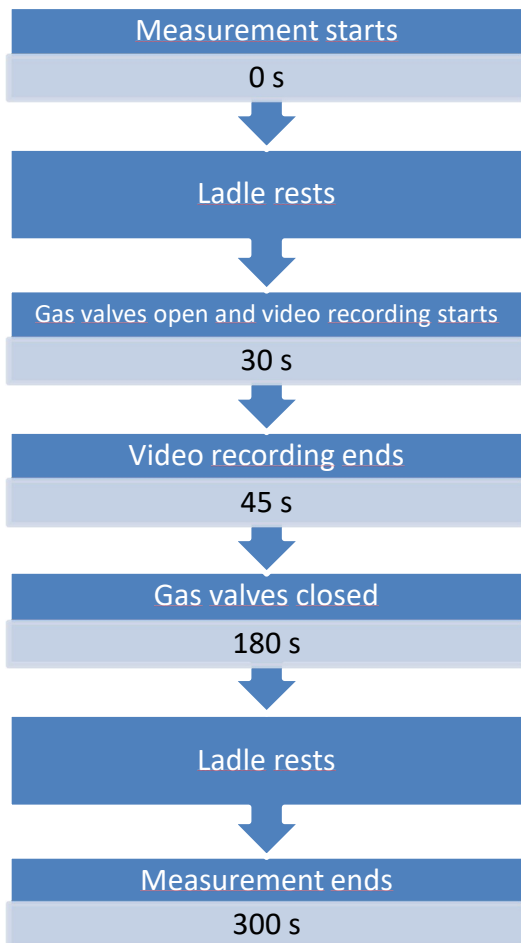 Measurement starts
0 s
Ladle rests
Gas valves open and video recording starts
30 s
Video recording ends
45 s
Gas valves closed
180 s
Ladle rests
Measurement ends
300 s